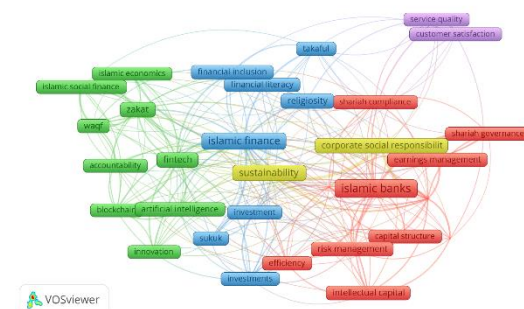 service quality
customer satisfaction
takaful
islamic economics
financial inclusion
islamic social finance
financial literacy
zakat
religiosity
shariah compliance
waqf
islamic finance
shariah governance
corporate social responsibilit
fintech
earnings management
accountability
sustainability
islamic banks
blockchain
artificial intelligence
investment
sukuk
capital structure
innovation
risk management
efficiency
investments
intellectual capital
VOSviewer